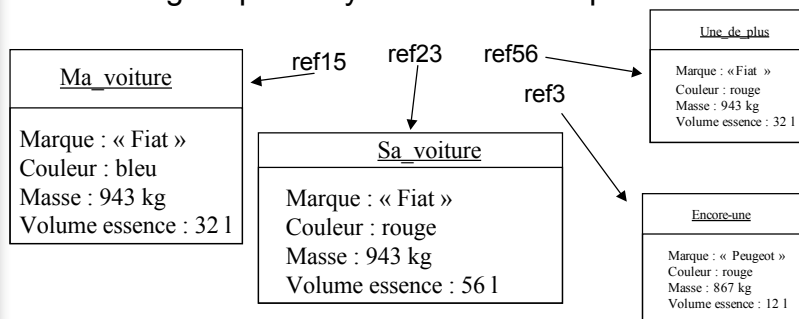 ref15
ref23
ref56
ref3
Ma_voiture
Marque : « Fiat »
Couleur : bleu
Masse : 943 kg
Volume essence : 32 l
Sa_voiture
Marque : « Fiat »
Couleur : rouge
Masse : 943 kg
Volume essence : 56 l
Une_de_plus
Marque : «Fiat »
Couleur : rouge
Masse : 943 kg
Volume essence : 32 l
Encore-une
Marque : « Peugeot »
Couleur : rouge
Masse : 867 kg
Volume essence : 12 l